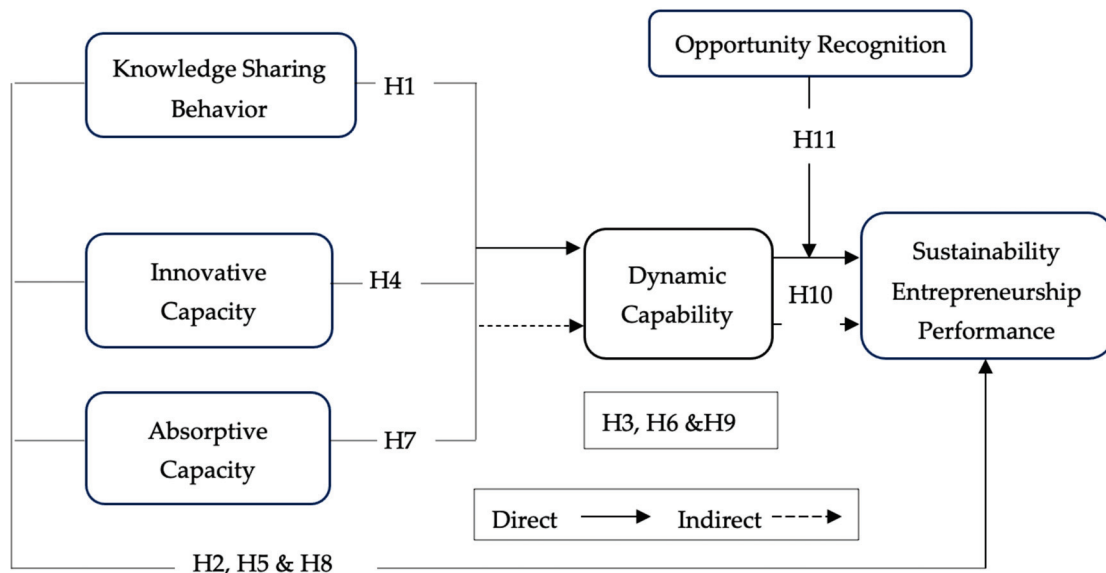 Opportunity Recognition
Knowledge Sharing
Behavior
H1
H11
Innovative
Capacity
H4
Dynamic
Capability
H10
Sustainability
Entrepreneurship
Performance
Absorptive
Capacity
H7
H3, H6 &H9
Direct
Indirect
H2, H5 & H8